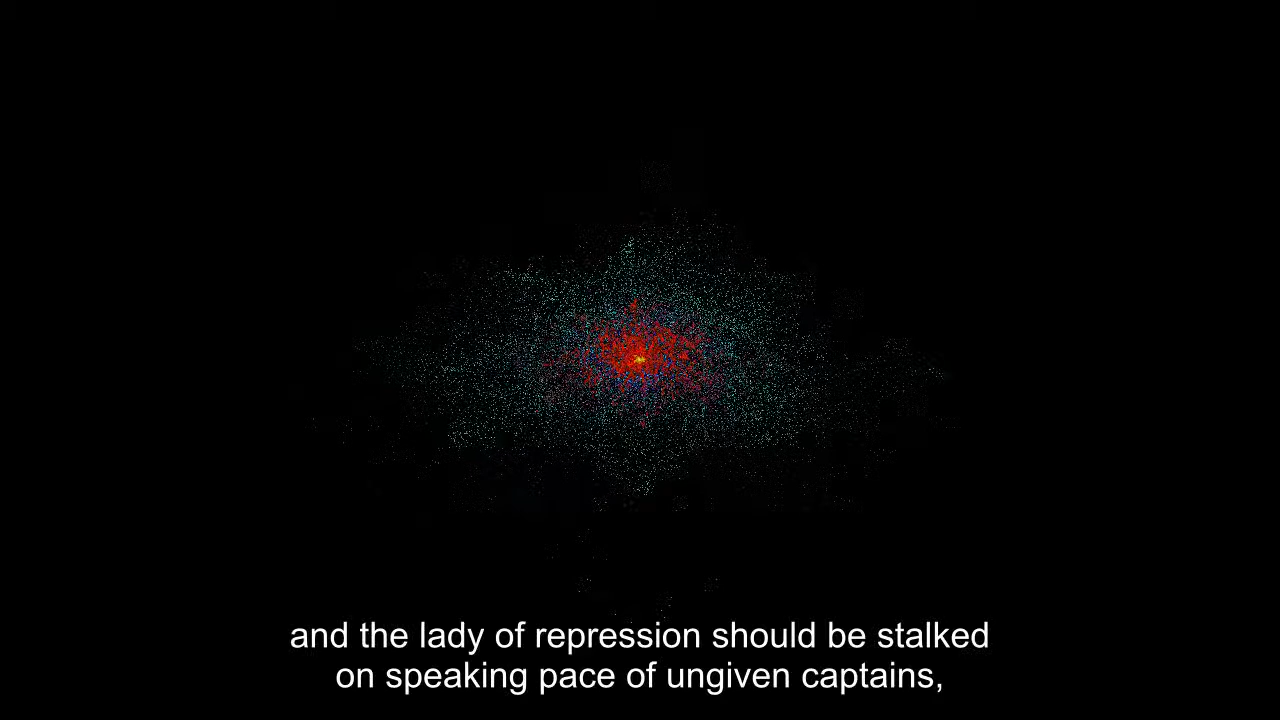 and the lady of repression should be stalked
on speaking pace of ungiven captains,